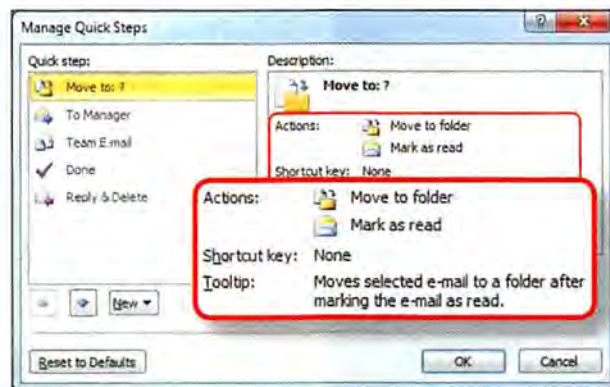 Manage Quick Steps
Quick step:
Move to: ?
To Manager
Team E-mail
Done
Reply & Delete
New
Reset to Defaults
Description:
Move to: ?
Actions: Move to folder
Mark as read
Shortcut key: None
Actions: Move to folder
Mark as read
Shortcut key: None
Tooltip: Moves selected e-mail to a folder after
marking the e-mail as read.
OK Cancel